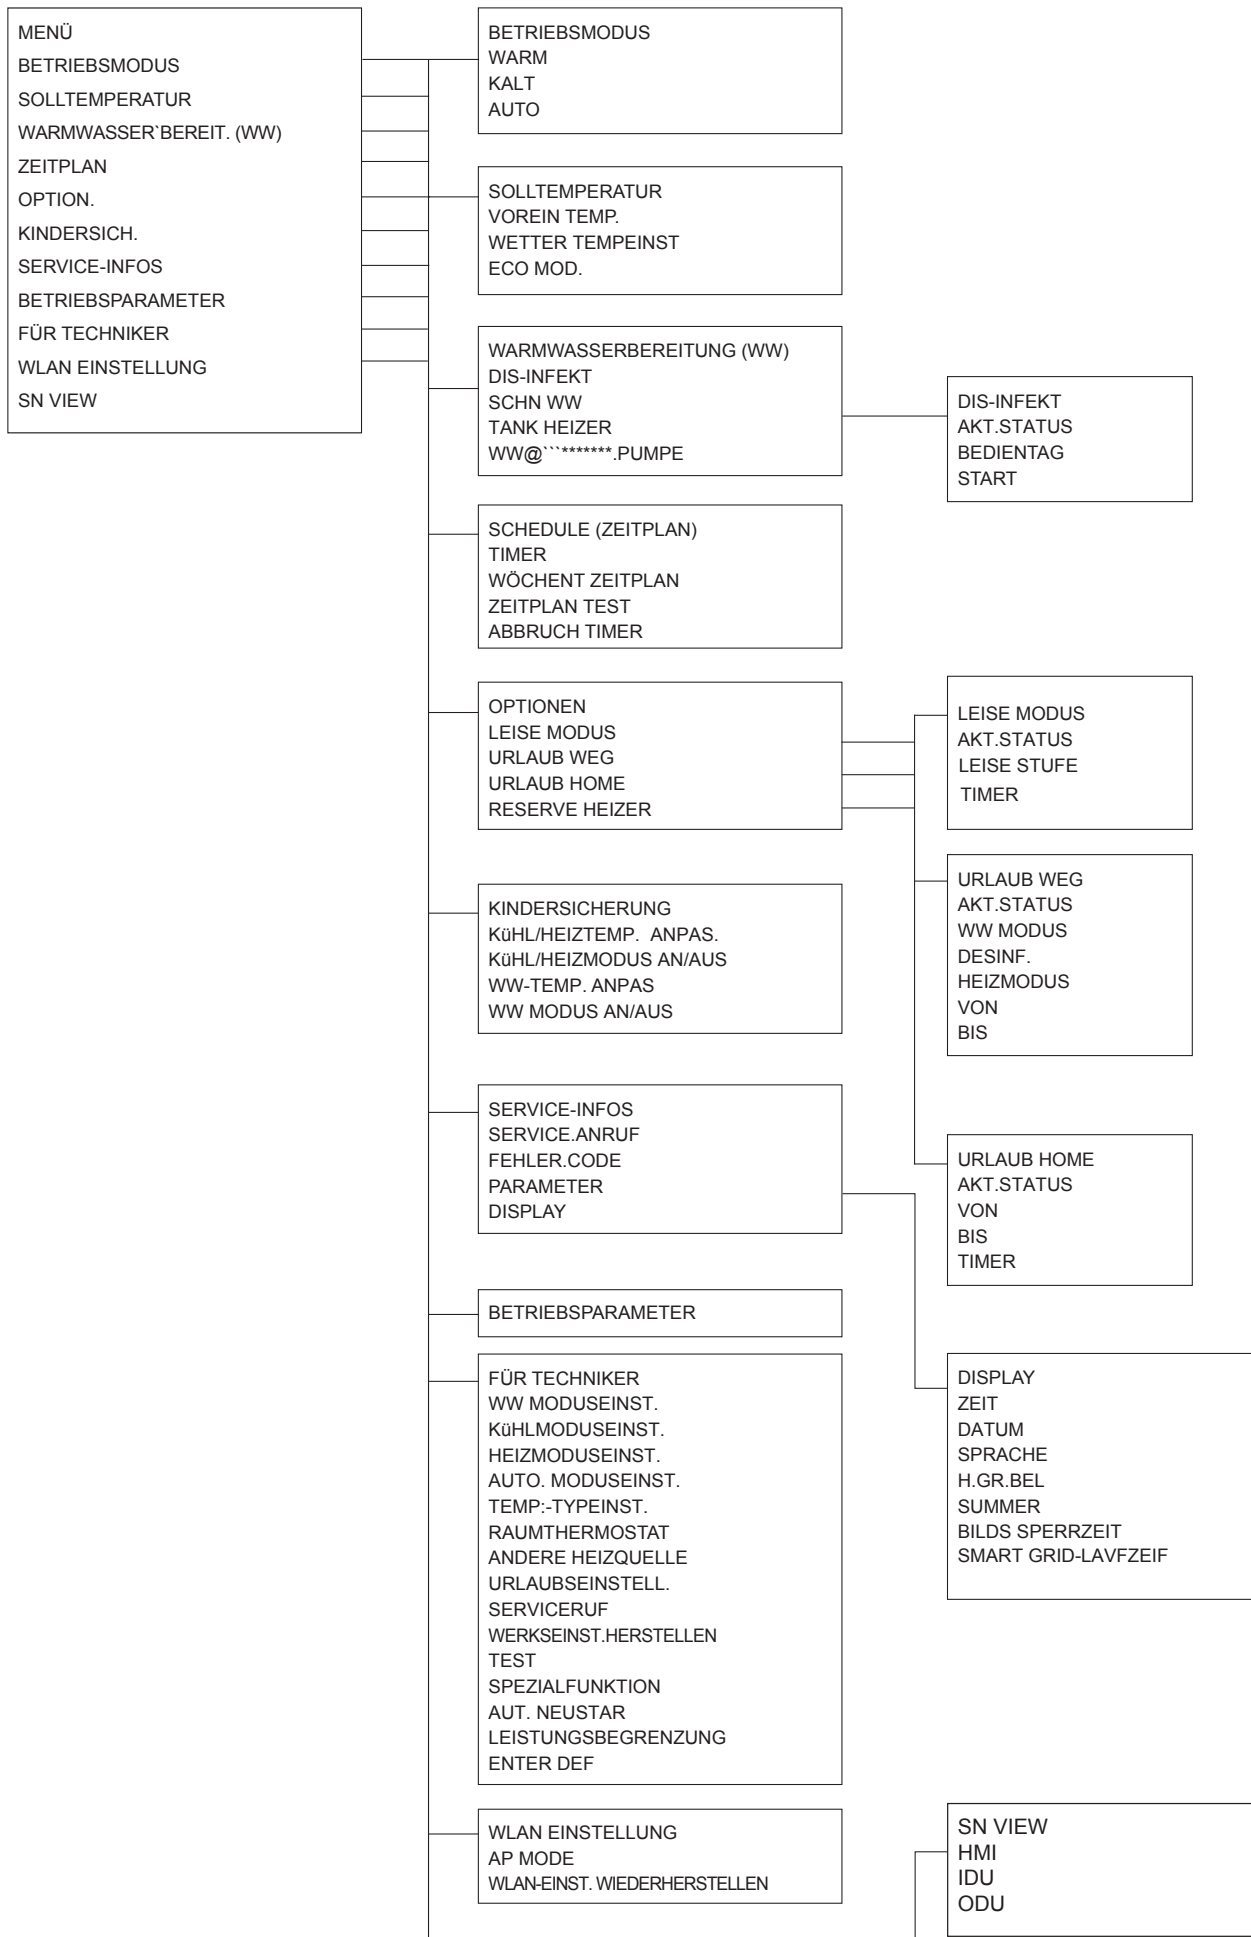 MENÜ
BETRIEBSMODUS
SOLLTEMPERATUR
WARMWASSER`BEREIT. (WW)
ZEITPLAN
OPTION.
KINDERSICH.
SERVICE-INFOS
BETRIEBSPARAMETER
FÜR TECHNIKER
WLAN EINSTELLUNG
SN VIEW
BETRIEBSMODUS
WARM
KALT
AUTO
SOLLTEMPERATUR
VOREIN TEMP.
WETTER TEMPEINST
ECO MOD.
WARMWASSERBEREITUNG (WW)
DIS-INFEKT
SCHN WW
TANK HEIZER
WW@```*******.PUMPE
DIS-INFEKT
AKT.STATUS
BEDIENTAG
START
SCHEDULE (ZEITPLAN)
TIMER
WÖCHENT ZEITPLAN
ZEITPLAN TEST
ABBRUCH TIMER
OPTIONEN
LEISE MODUS
URLAUB WEG
URLAUB HOME
RESERVE HEIZER
LEISE MODUS
AKT.STATUS
LEISE STUFE
TIMER
URLAUB WEG
AKT.STATUS
WW MODUS
DESINF.
HEIZMODUS
VON
BIS
URLAUB HOME
AKT.STATUS
VON
BIS
TIMER
KINDERSICHERUNG
KüHL/HEIZTEMP. ANPAS.
KüHL/HEIZMODUS AN/AUS
WW-TEMP. ANPAS
WW MODUS AN/AUS
SERVICE-INFOS
SERVICE.ANRUF
FEHLER.CODE
PARAMETER
DISPLAY
DISPLAY
ZEIT
DATUM
SPRACHE
H.GR.BEL
SUMMER
BILDS SPERRZEIT
SMART GRID-LAVFZEIF
BETRIEBSPARAMETER
FÜR TECHNIKER
WW MODUSEINST.
KüHLMODUSEINST.
HEIZMODUSEINST.
AUTO. MODUSEINST.
TEMP:-TYPEINST.
RAUMTHERMOSTAT
ANDERE HEIZQUELLE
URLAUBSEINSTELL.
SERVICERUF
WERKSEINST.HERSTELLEN
TEST
SPEZIALFUNKTION
AUT. NEUSTAR
LEISTUNGSBEGRENZUNG
ENTER DEF
WLAN EINSTELLUNG
AP MODE
WLAN-EINST. WIEDERHERSTELLEN
SN VIEW
HMI
IDU
ODU